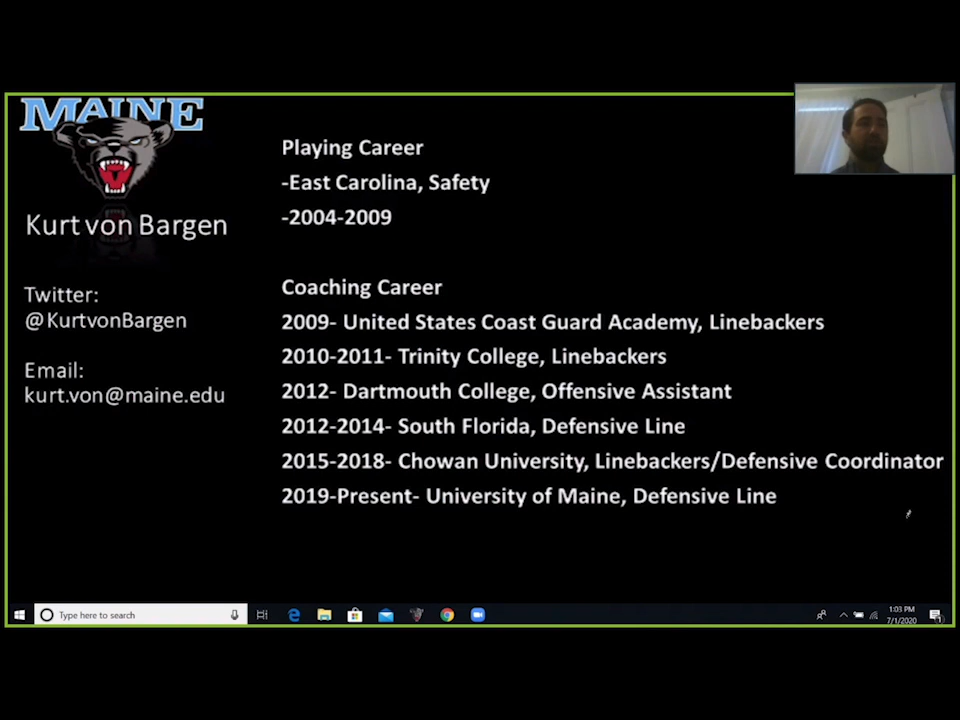 MAINE
Kurt von Bargen
Twitter:
@KurtvonBargen
Email:
kurt.von@maine.edu
Playing Career
-East Carolina, Safety
-2004-2009
Coaching Career
2009- United States Coast Guard Academy, Linebackers
2010-2011- Trinity College, Linebackers
2012- Dartmouth College, Offensive Assistant
2012-2014- South Florida, Defensive Line
2015-2018- Chowan University, Linebackers/Defensive Coordinator
2019-Present- University of Maine, Defensive Line
Type here to search
1:03 PM
7/1/2020